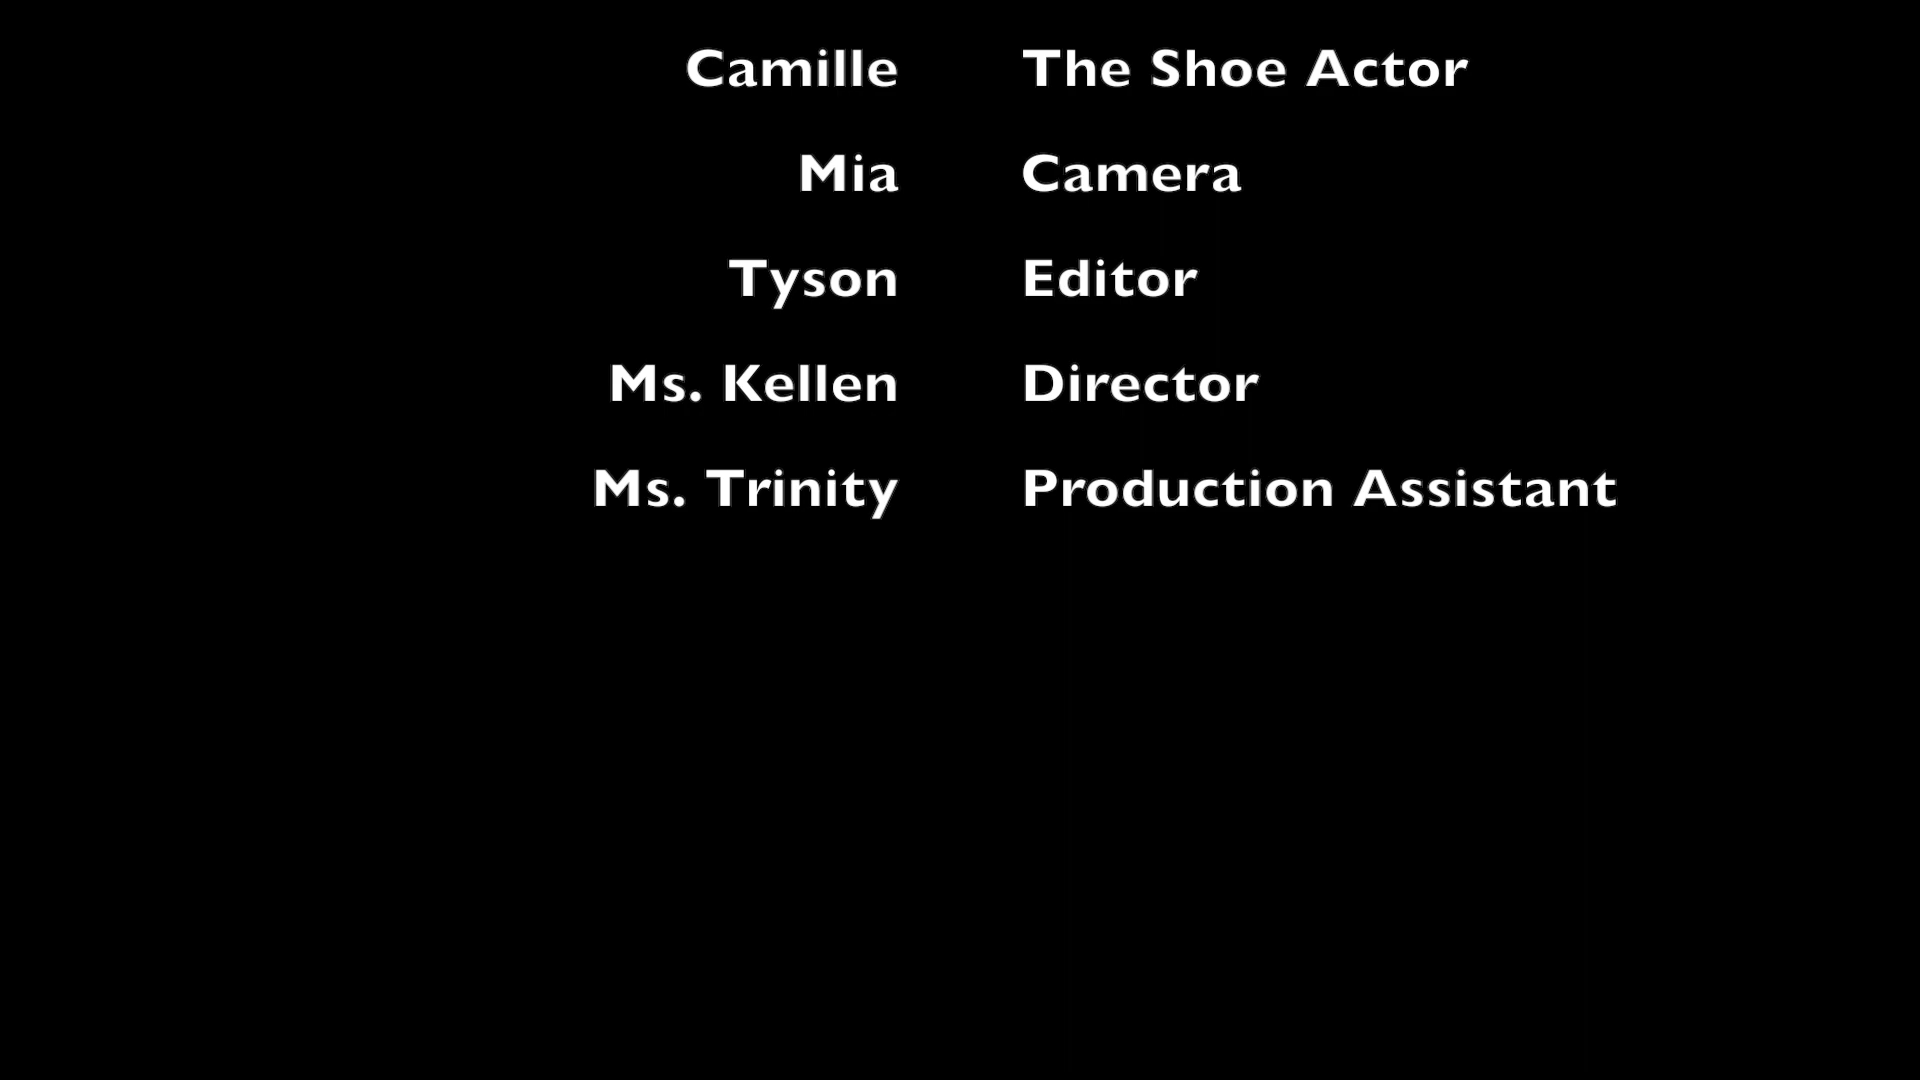 Camille The Shoe Actor
Mia Camera
Tyson Editor
Ms. Kellen Director
Ms. Trinity Production Assistant